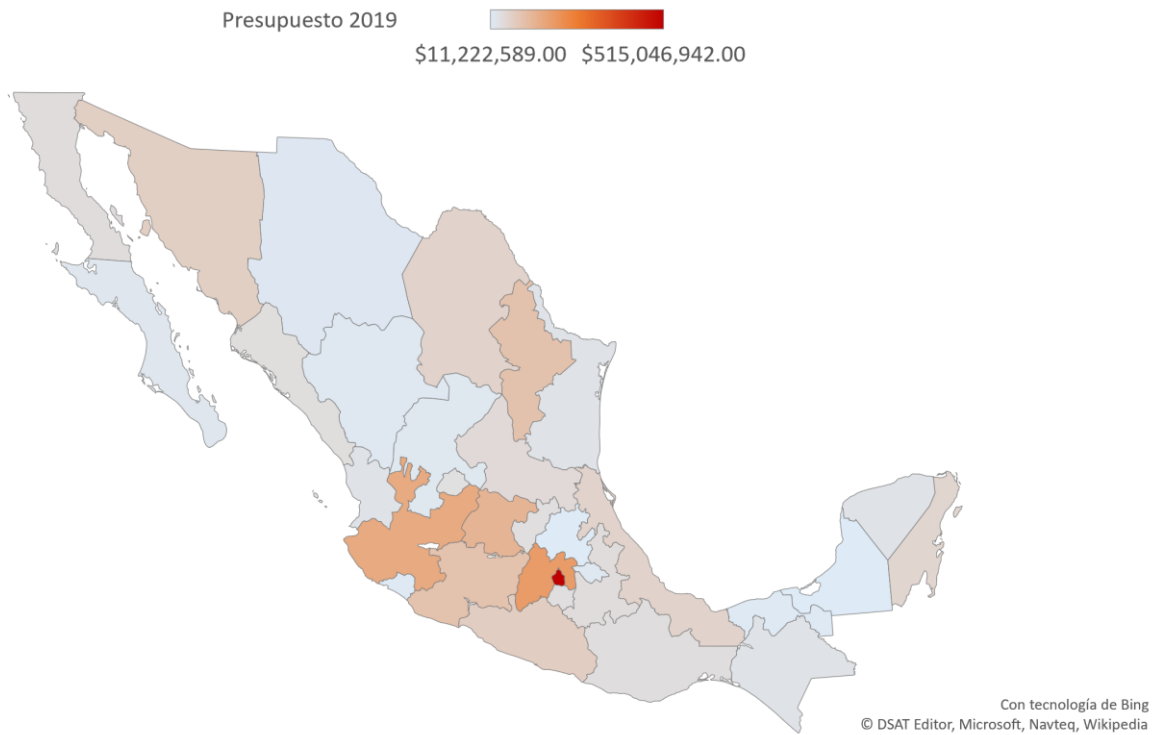 Presupuesto 2019
$11,222,589.00 $515,046,942.00
Con tecnología de Bing
© DSAT Editor, Microsoft, Navteq, Wikipedia